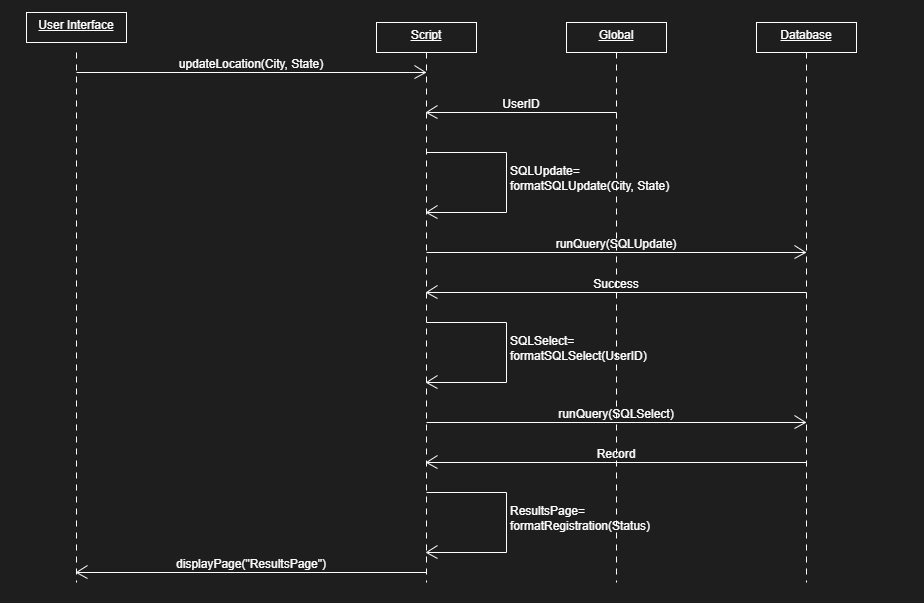 User Interface
Script
Global
Database
updateLocation(City, State)
UserID
SQLUpdate=
formatSQLUpdate(City, State)
runQuery(SQLUpdate)
Success
SQLSelect=
formatSQLSelect(UserID)
runQuery(SQLSelect)
Record
ResultsPage=
formatRegistration(Status)
displayPage("ResultsPage")